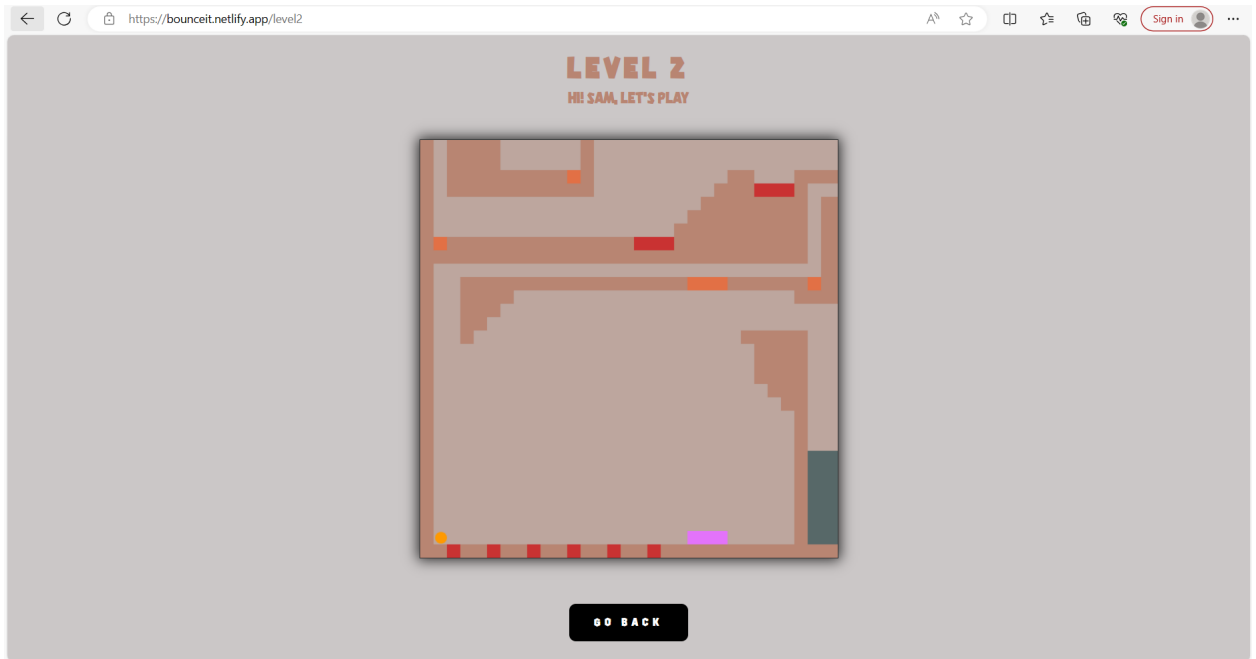 https://bounceit.netlify.app/level2
Sign in
LEVEL 2
HI! SAM, LET'S PLAY
GO BACK